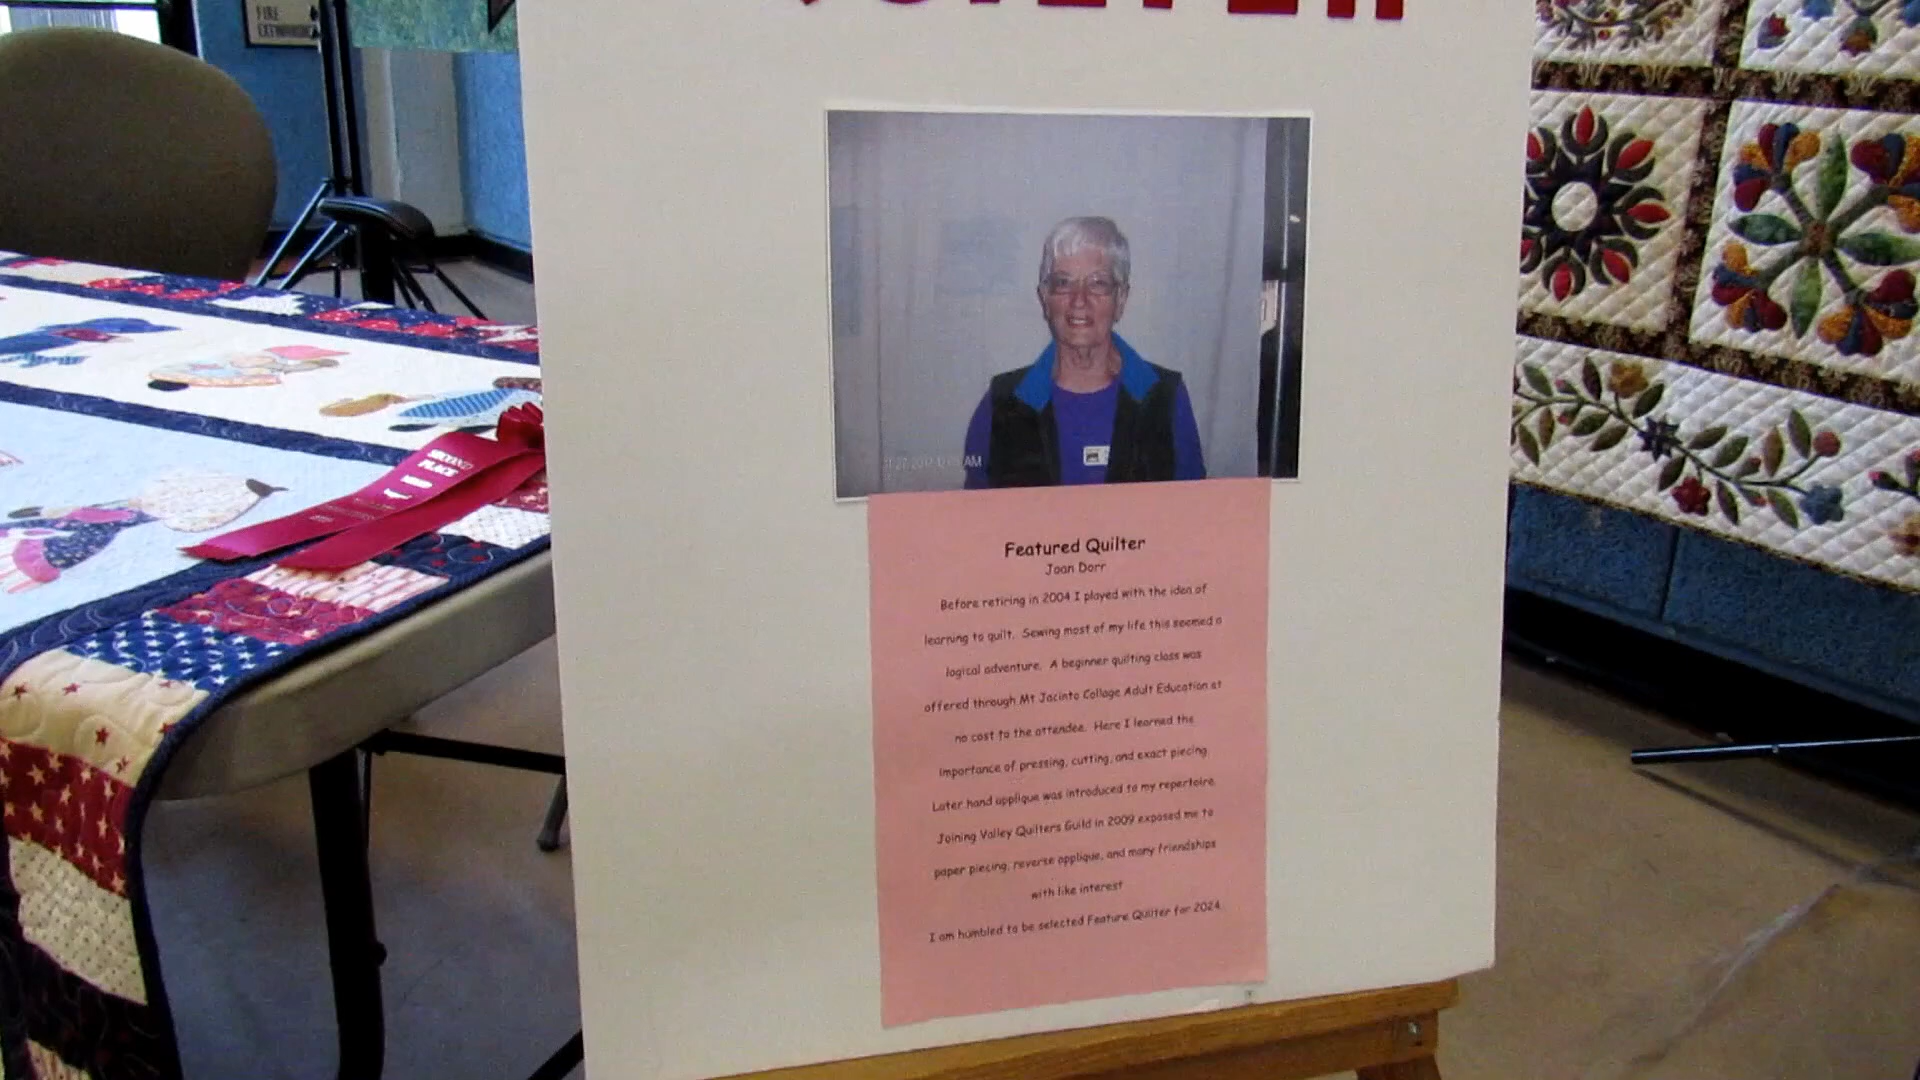 FIRE
EXTINGUISHER
SECOND
PLACE
Featured Quilter
Joan Dorr
Before retiring in 2004 I played with the idea of
learning to quilt. Sewing most of my life this seemed a
logical adventure. A beginner quilting class was
offered through Mt Jacinto Collage Adult Education at
no cost to the attendee. Here I learned the
importance of pressing, cutting, and exact piecing.
Later hand applique was introduced to my repertoire.
Joining Valley Quilters Guild in 2009 exposed me to
paper piecing, reverse applique, and many friendships
with like interest
I am humbled to be selected Feature Quilter for 2024.